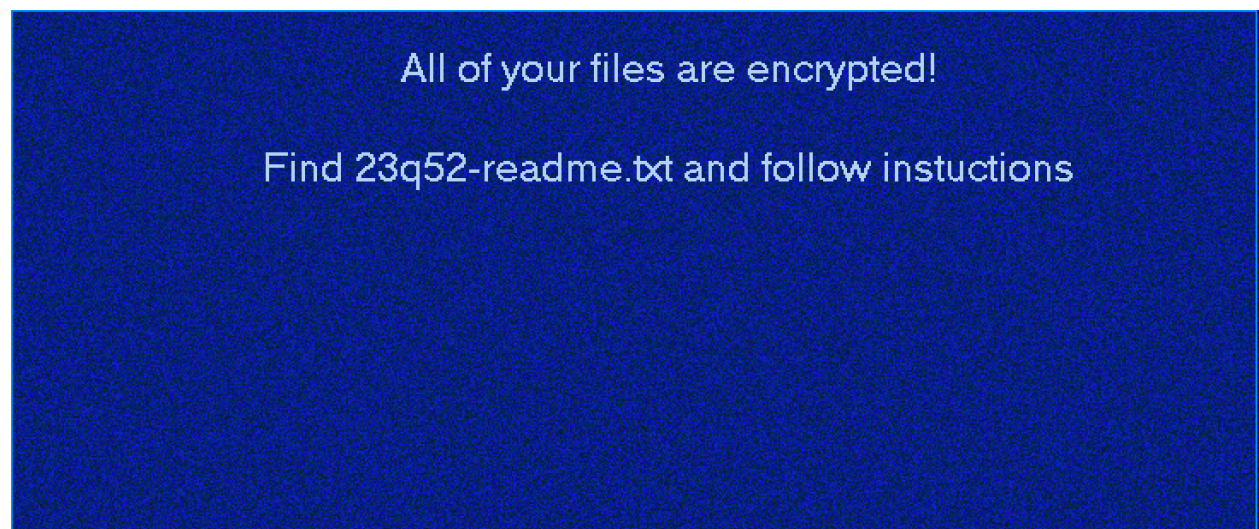 All of your files are encrypted!
Find 23q52-readme.txt and follow instuctions